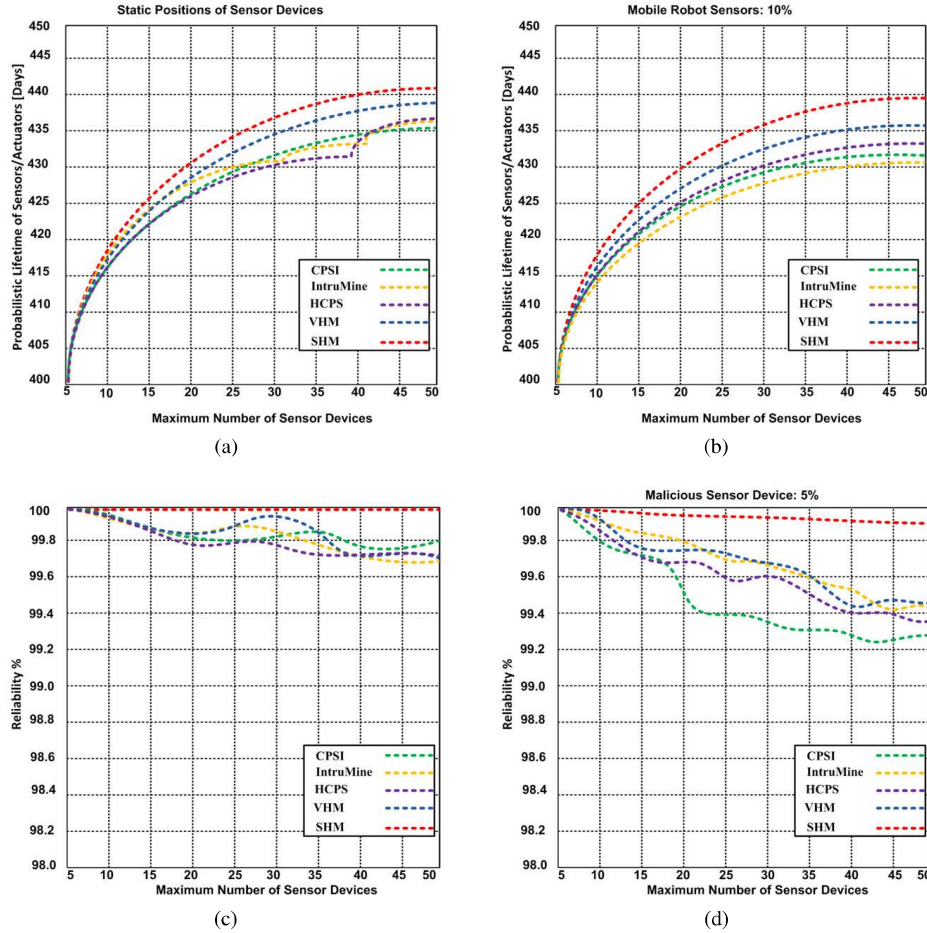 Static Positions of Sensor Devices
Probabilistic Lifetime of Sensors/Actuators [Days]
450
445
440
435
430
420
415
410
405
400
5 10 15 20 25 30 35 40 45 50
CPSI
IntruMine
HCPS
VHM
SHM
Maximum Number of Sensor Devices
(a)
Mobile Robot Sensors: 10%
Probabilistic Lifetime of Sensors/Actuators [Days]
450
445
440
435
430
420
415
410
405
400
5 10 15 20 25 30 35 40 45 50
CPSI
IntruMine
HCPS
VHM
SHM
Maximum Number of Sensor Devices
(b)
Reliability %
100
99.8
99.6
99.4
99.2
99.0
98.8
98.6
98.4
98.2
98.0
5 10 15 20 25 30 35 40 45 50
CPSI
IntruMine
HCPS
VHM
SHM
Maximum Number of Sensor Devices
(c)
Malicious Sensor Device: 5%
Reliability %
100
99.8
99.6
99.4
99.2
99.0
98.8
98.6
98.4
98.2
98.0
5 10 15 20 25 30 35 40 45 50
CPSI
IntruMine
HCPS
VHM
SHM
Maximum Number of Sensor Devices
(d)